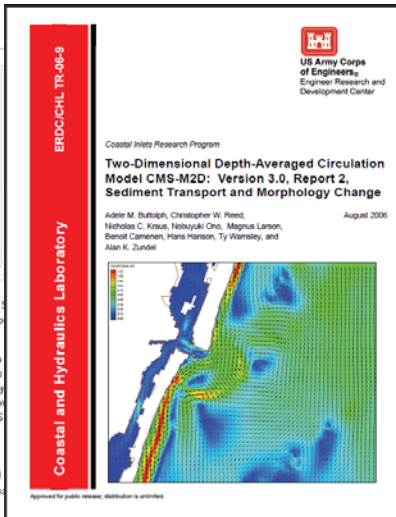 ERDC/CHL TR-06-9
Coastal and Hydraulics Laboratory
US Army Corps
of Engineers®
Engineer Research and
Development Center
Coastal Inlets Research Program
Two-Dimensional Depth-Averaged Circulation
Model CMS-M2D: Version 3.0, Report 2,
Sediment Transport and Morphology Change
Adele M. Buttolph, Christopher W. Reed,
Nicholas C. Kraus, Nobuyuki Ono, Magnus Larson,
Benoit Camenen, Hans Hanson, Ty Wamsley, and
Alan K. Zundel
August 2006
Approved for public release; distribution is unlimited.